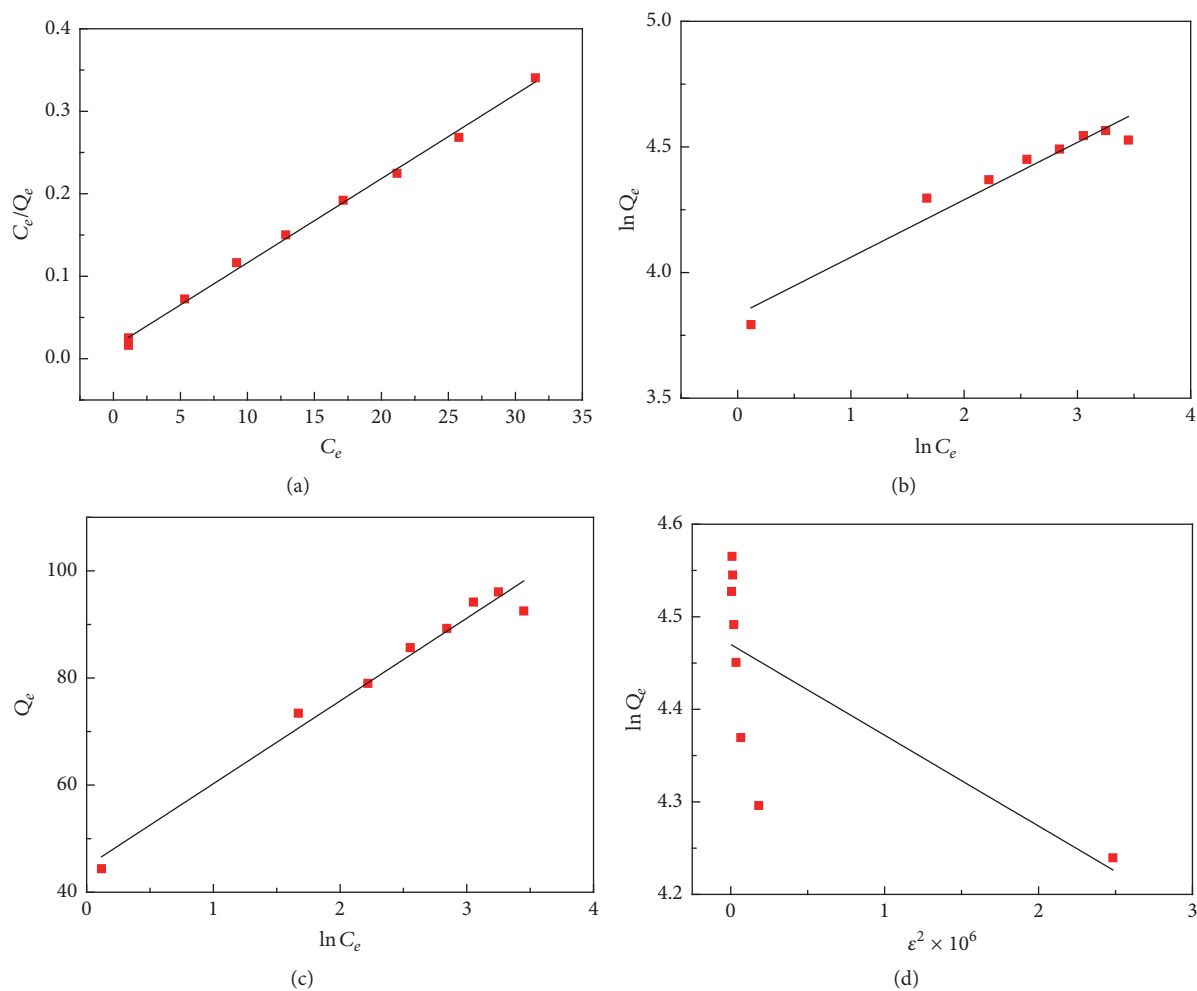 0.4
0.3
0.2
0.1
0.0
C_e/Q_e
0 5 10 15 20 25 30 35
C_e
(a)
5.0
4.5
4.0
3.5
ln Q_e
0 1 2 3 4
ln C_e
(b)
100
80
60
40
Q_e
0 1 2 3 4
ln C_e
(c)
4.6
4.5
4.4
4.3
4.2
ln Q_e
0 1 2 3
ε² × 10⁶
(d)